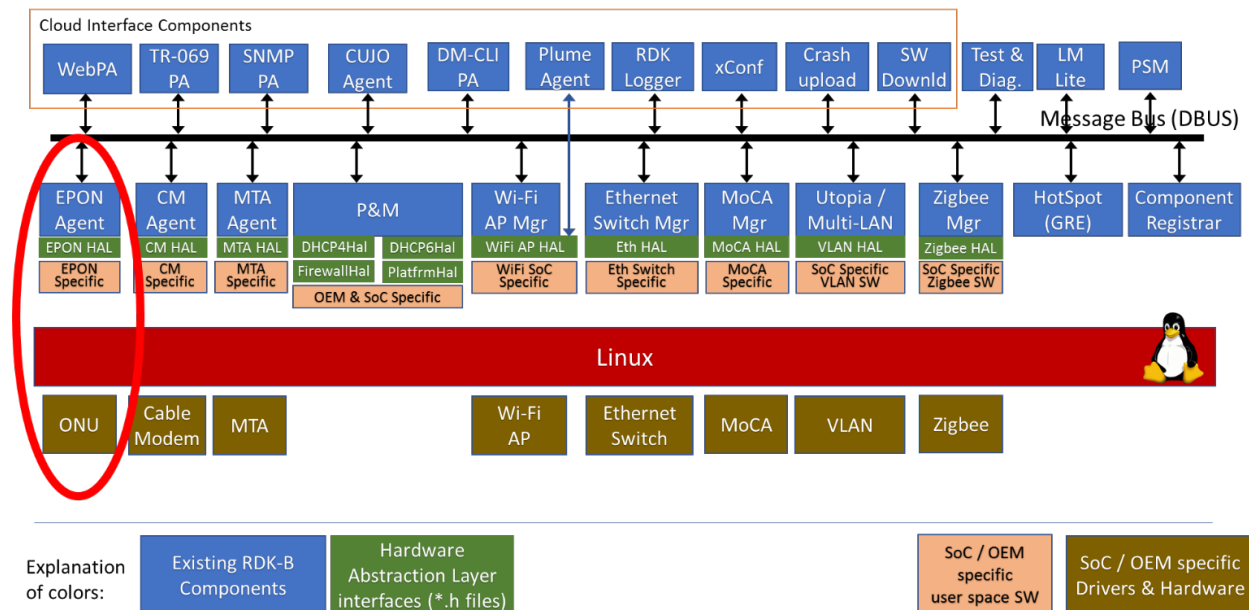 Cloud Interface Components
WebPA
TR-069
PA
SNMP
PA
CUJO
Agent
DM-CLI
PA
Plume
Agent
RDK
Logger
xConf
Crash
upload
SW
Downld
Test &
Diag.
LM
Lite
PSM
Message Bus (DBUS)
EPON
Agent
EPON HAL
EPON
Specific
CM
Agent
CM HAL
CM
Specific
MTA
Agent
MTA HAL
MTA
Specific
P&M
DHCP4Hal
DHCP6Hal
FirewallHal
PlatfrmHal
OEM & SoC Specific
Wi-Fi
AP Mgr
WiFi AP HAL
WiFi SoC
Specific
Ethernet
Switch Mgr
Eth HAL
Eth Switch
Specific
MoCA
Mgr
MoCA HAL
MoCA
Specific
Utopia /
Multi-LAN
VLAN HAL
SoC Specific
VLAN SW
Zigbee
Mgr
Zigbee HAL
SoC Specific
Zigbee SW
HotSpot
(GRE)
Component
Registrar
Linux
ONU
Cable
Modem
MTA
Wi-Fi
AP
Ethernet
Switch
MoCA
VLAN
Zigbee
Explanation
of colors:
Existing RDK-B
Components
Hardware
Abstraction Layer
interfaces (*.h files)
SoC / OEM
specific
user space SW
SoC / OEM specific
Drivers & Hardware